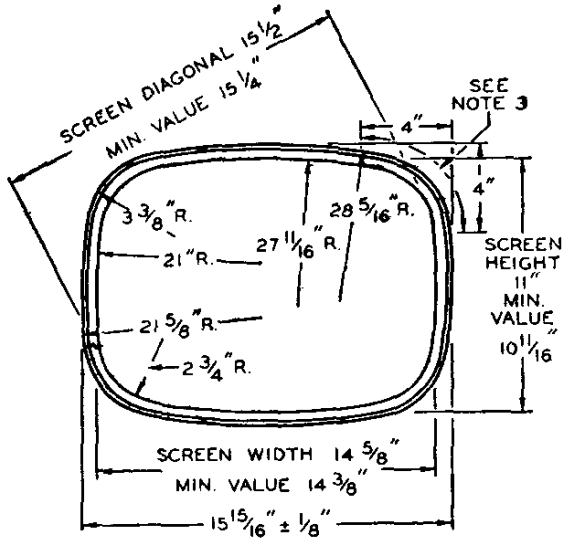 SCREEN DIAGONAL 15 1/2"
MIN. VALUE 15 1/4"
SEE
NOTE 3
4"
4"
3 3/8" R.
28 5/16" R.
21" R.
27 11/16" R.
SCREEN
HEIGHT
11"
MIN.
VALUE
10 11/16"
21 5/8" R.
2 3/4" R.
SCREEN WIDTH 14 5/8"
MIN. VALUE 14 3/8"
15 15/16" ± 1/8"